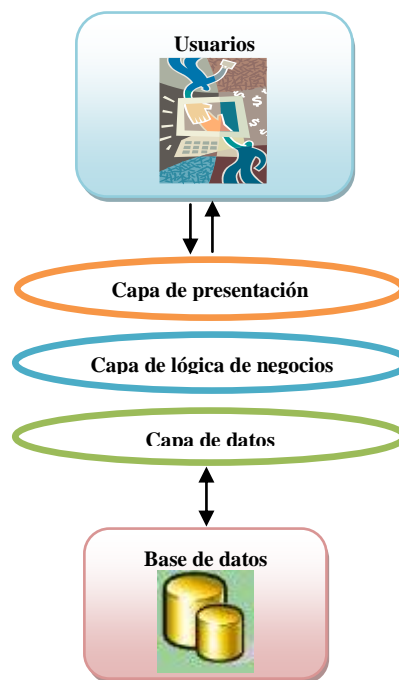 Usuarios
Capa de presentación
Capa de lógica de negocios
Capa de datos
Base de datos